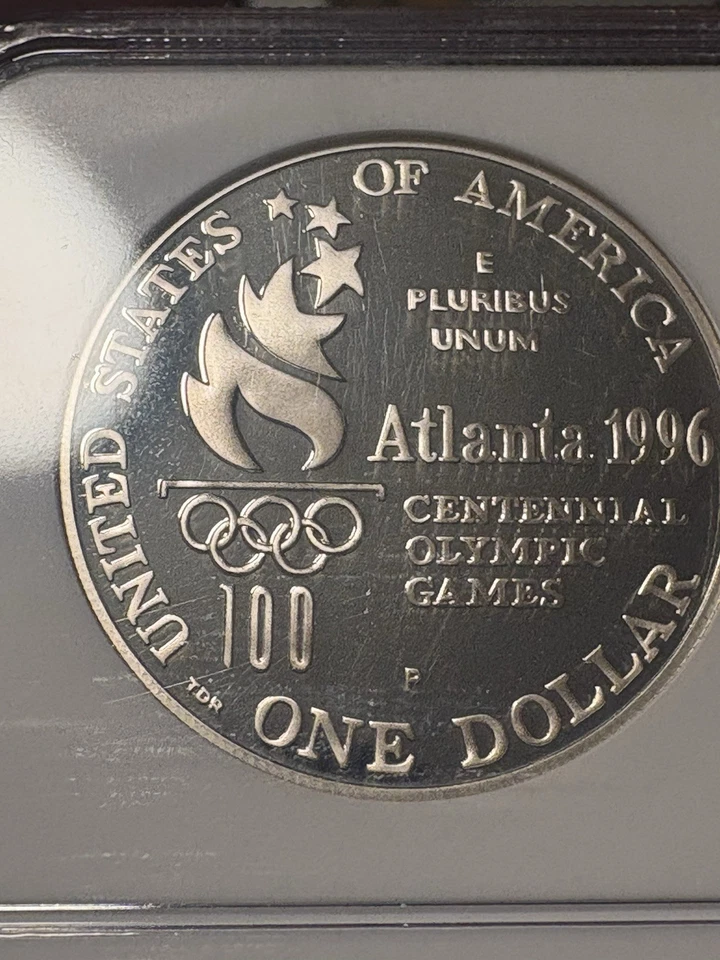 UNITED STATES OF AMERICA
E
PLURIBUS
UNUM
Atlanta 1996
CENTENNIAL
OLYMPIC
GAMES
100
P
TDR
ONE DOLLAR